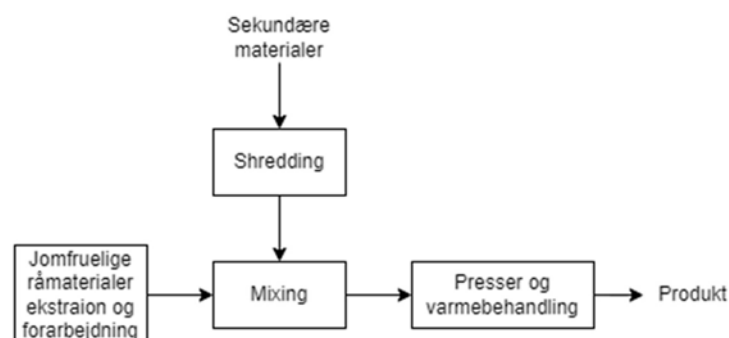 Sekundære
materialer
Shredding
Jomfruelige
råmaterialer
ekstraion og
forarbejdning
Mixing
Presser og
varmebehandling
Produkt